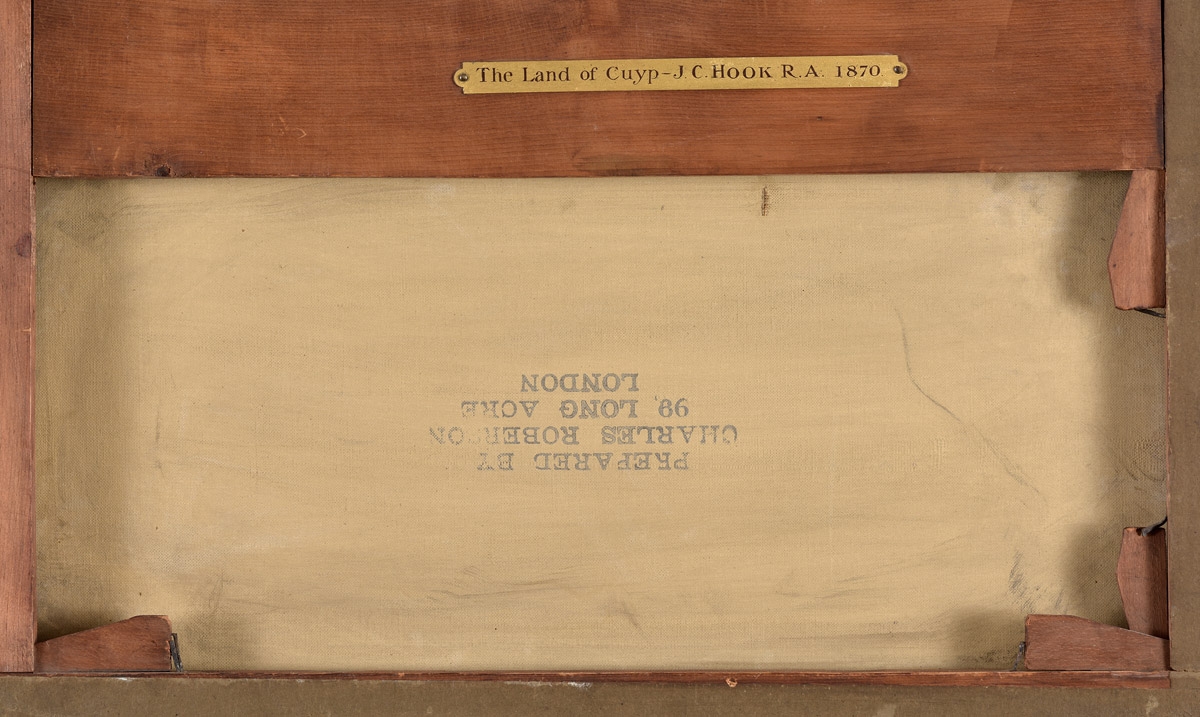 The Land of Cuyp-J.C.HOOK R.A. 1870.
PREPARED BY
CHARLES ROBERSON
99, LONG ACRE
LONDON